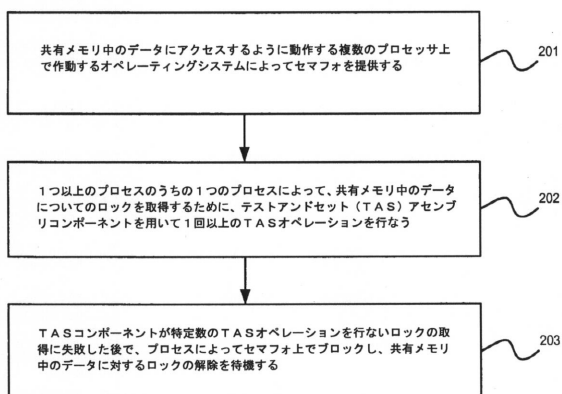 共有メモリ中のデータにアクセスするように動作する複数のプロセッサ上
で作動するオペレーティングシステムによってセマフォを提供する
201
1つ以上のプロセスのうちの1つのプロセスによって、共有メモリ中のデータ
についてのロックを取得するために、テストアンドセット（TAS）アセンブ
リコンポーネントを用いて1回以上のTASオペレーションを行なう
202
TASコンポーネントが特定数のTASオペレーションを行ないロックの取
得に失敗した後で、プロセスによってセマフォ上でブロックし、共有メモリ
中のデータに対するロックの解除を待機する
203